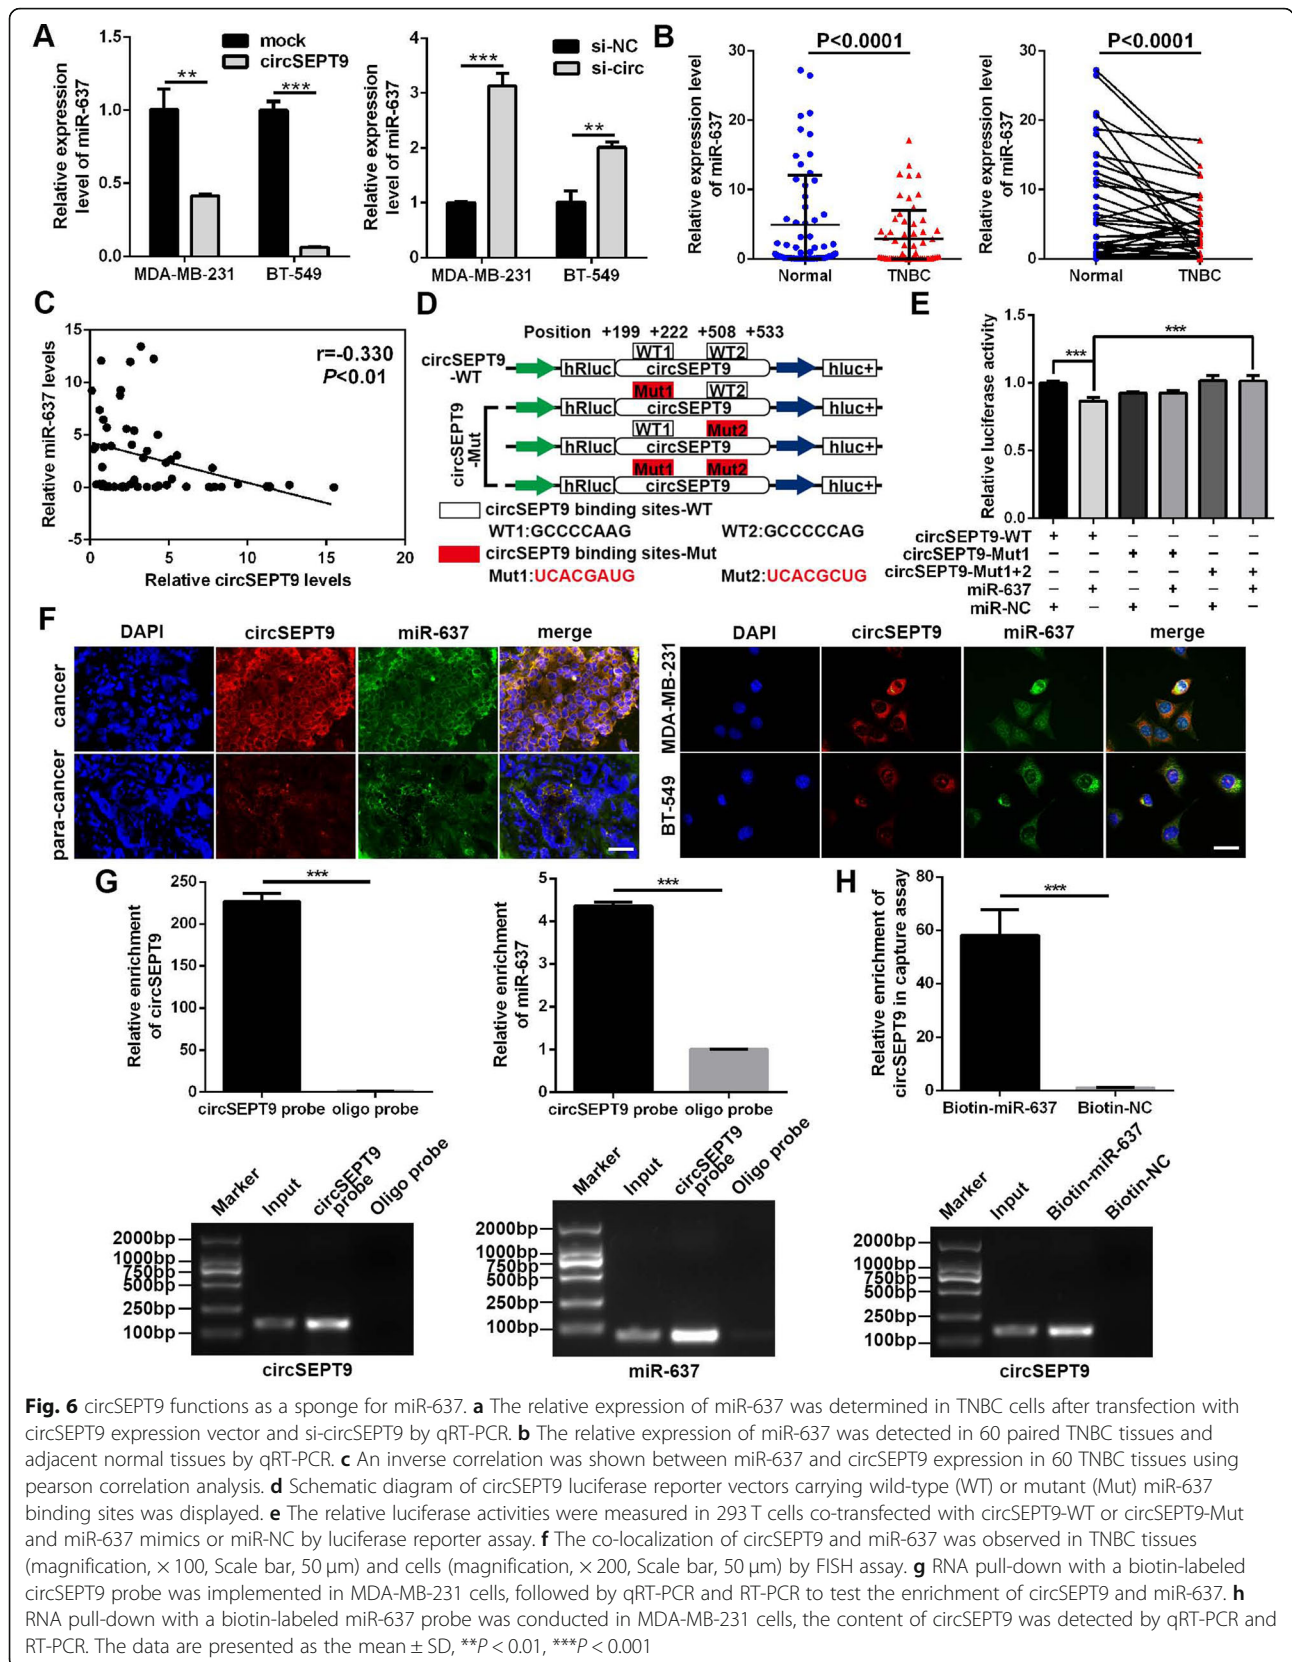 A
Relative expression
level of miR-637
1.5
1.0
0.5
0.0
mock
circSEPT9
**
***
MDA-MB-231
BT-549
Relative expression
level of miR-637
4
3
2
1
0
si-NC
si-circ
***
**
MDA-MB-231
BT-549
B
Relative expression level
of miR-637
30
20
10
0
P<0.0001
Normal
TNBC
Relative expression level
of miR-637
30
20
10
0
P<0.0001
Normal
TNBC
C
Relative miR-637 levels
15
10
5
0
-5
r=-0.330
P<0.01
0 5 10 15 20
Relative circSEPT9 levels
D
Position +199 +222 +508 +533
circSEPT9
-WT
WT1 WT2
hRluc circSEPT9 hluc+
circSEPT9
-Mut
Mut1 WT2
hRluc circSEPT9 hluc+
WT1 Mut2
hRluc circSEPT9 hluc+
Mut1 Mut2
hRluc circSEPT9 hluc+
circSEPT9 binding sites-WT
WT1:GCCCCAAG WT2:GCCCCCAG
circSEPT9 binding sites-Mut
Mut1:UCACGAUG Mut2:UCACGCUG
E
Relative luciferase activity
1.5
1.0
0.5
0.0
***
***
circSEPT9-WT + + − − − −
circSEPT9-Mut1 − − + + − −
circSEPT9-Mut1+2 − − − − + +
miR-637 − + − + − +
miR-NC + − + − + −
F
DAPI circSEPT9 miR-637 merge
cancer
para-cancer
DAPI circSEPT9 miR-637 merge
MDA-MB-231
BT-549
G
Relative enrichment
of circSEPT9
250
200
150
100
50
0
***
circSEPT9 probe oligo probe
Relative enrichment
of miR-637
5
4
3
2
1
0
***
circSEPT9 probe oligo probe
H
Relative enrichment of
circSEPT9 in capture assay
80
60
40
20
0
***
Biotin-miR-637 Biotin-NC
Marker
Input
circSEPT9
probe
Oligo probe
2000bp
1000bp
750bp
500bp
250bp
100bp
circSEPT9
Marker
Input
circSEPT9
probe
Oligo probe
2000bp
1000bp
750bp
500bp
250bp
100bp
miR-637
Marker
Input
Biotin-miR-637
Biotin-NC
2000bp
1000bp
750bp
500bp
250bp
100bp
circSEPT9
Fig. 6 circSEPT9 functions as a sponge for miR-637. a The relative expression of miR-637 was determined in TNBC cells after transfection with
circSEPT9 expression vector and si-circSEPT9 by qRT-PCR. b The relative expression of miR-637 was detected in 60 paired TNBC tissues and
adjacent normal tissues by qRT-PCR. c An inverse correlation was shown between miR-637 and circSEPT9 expression in 60 TNBC tissues using
pearson correlation analysis. d Schematic diagram of circSEPT9 luciferase reporter vectors carrying wild-type (WT) or mutant (Mut) miR-637
binding sites was displayed. e The relative luciferase activities were measured in 293 T cells co-transfected with circSEPT9-WT or circSEPT9-Mut
and miR-637 mimics or miR-NC by luciferase reporter assay. f The co-localization of circSEPT9 and miR-637 was observed in TNBC tissues
(magnification, × 100, Scale bar, 50 μm) and cells (magnification, × 200, Scale bar, 50 μm) by FISH assay. g RNA pull-down with a biotin-labeled
circSEPT9 probe was implemented in MDA-MB-231 cells, followed by qRT-PCR and RT-PCR to test the enrichment of circSEPT9 and miR-637. h
RNA pull-down with a biotin-labeled miR-637 probe was conducted in MDA-MB-231 cells, the content of circSEPT9 was detected by qRT-PCR and
RT-PCR. The data are presented as the mean ± SD, **P < 0.01, ***P < 0.001